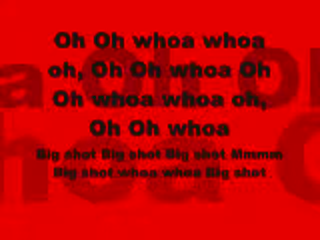 Oh Oh whoa whoa
oh, Oh Oh whoa Oh
Oh whoa whoa oh,
Oh Oh whoa
Big shot Big shot Big shot Mmmm
Big shot whoa whoa Big shot